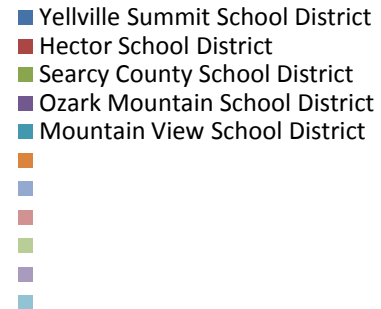 Yellville Summit School District
Hector School District
Searcy County School District
Ozark Mountain School District
Mountain View School District